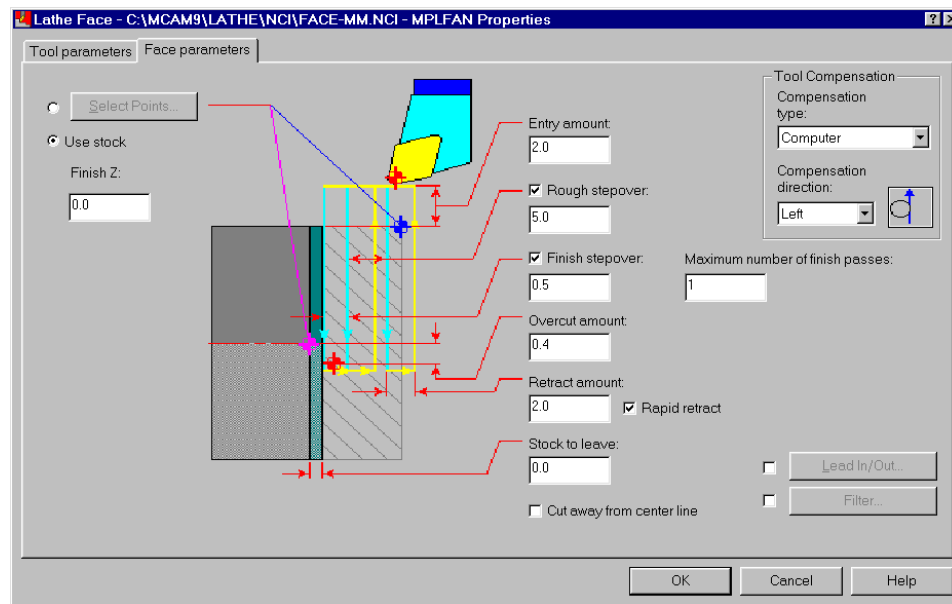 Lathe Face - C:\MCAM9\LATHE\NCI\FACE-MM.NCI - MPLFAN Properties
Tool parameters
Face parameters
Select Points...
Use stock
Finish Z:
0.0
Entry amount:
2.0
Rough stepover:
5.0
Finish stepover:
0.5
Maximum number of finish passes:
1
Overcut amount:
0.4
Retract amount:
2.0
Rapid retract
Stock to leave:
0.0
Cut away from center line
Tool Compensation
Compensation
type:
Computer
Compensation
direction:
Left
Lead In/Out...
Filter...
OK
Cancel
Help